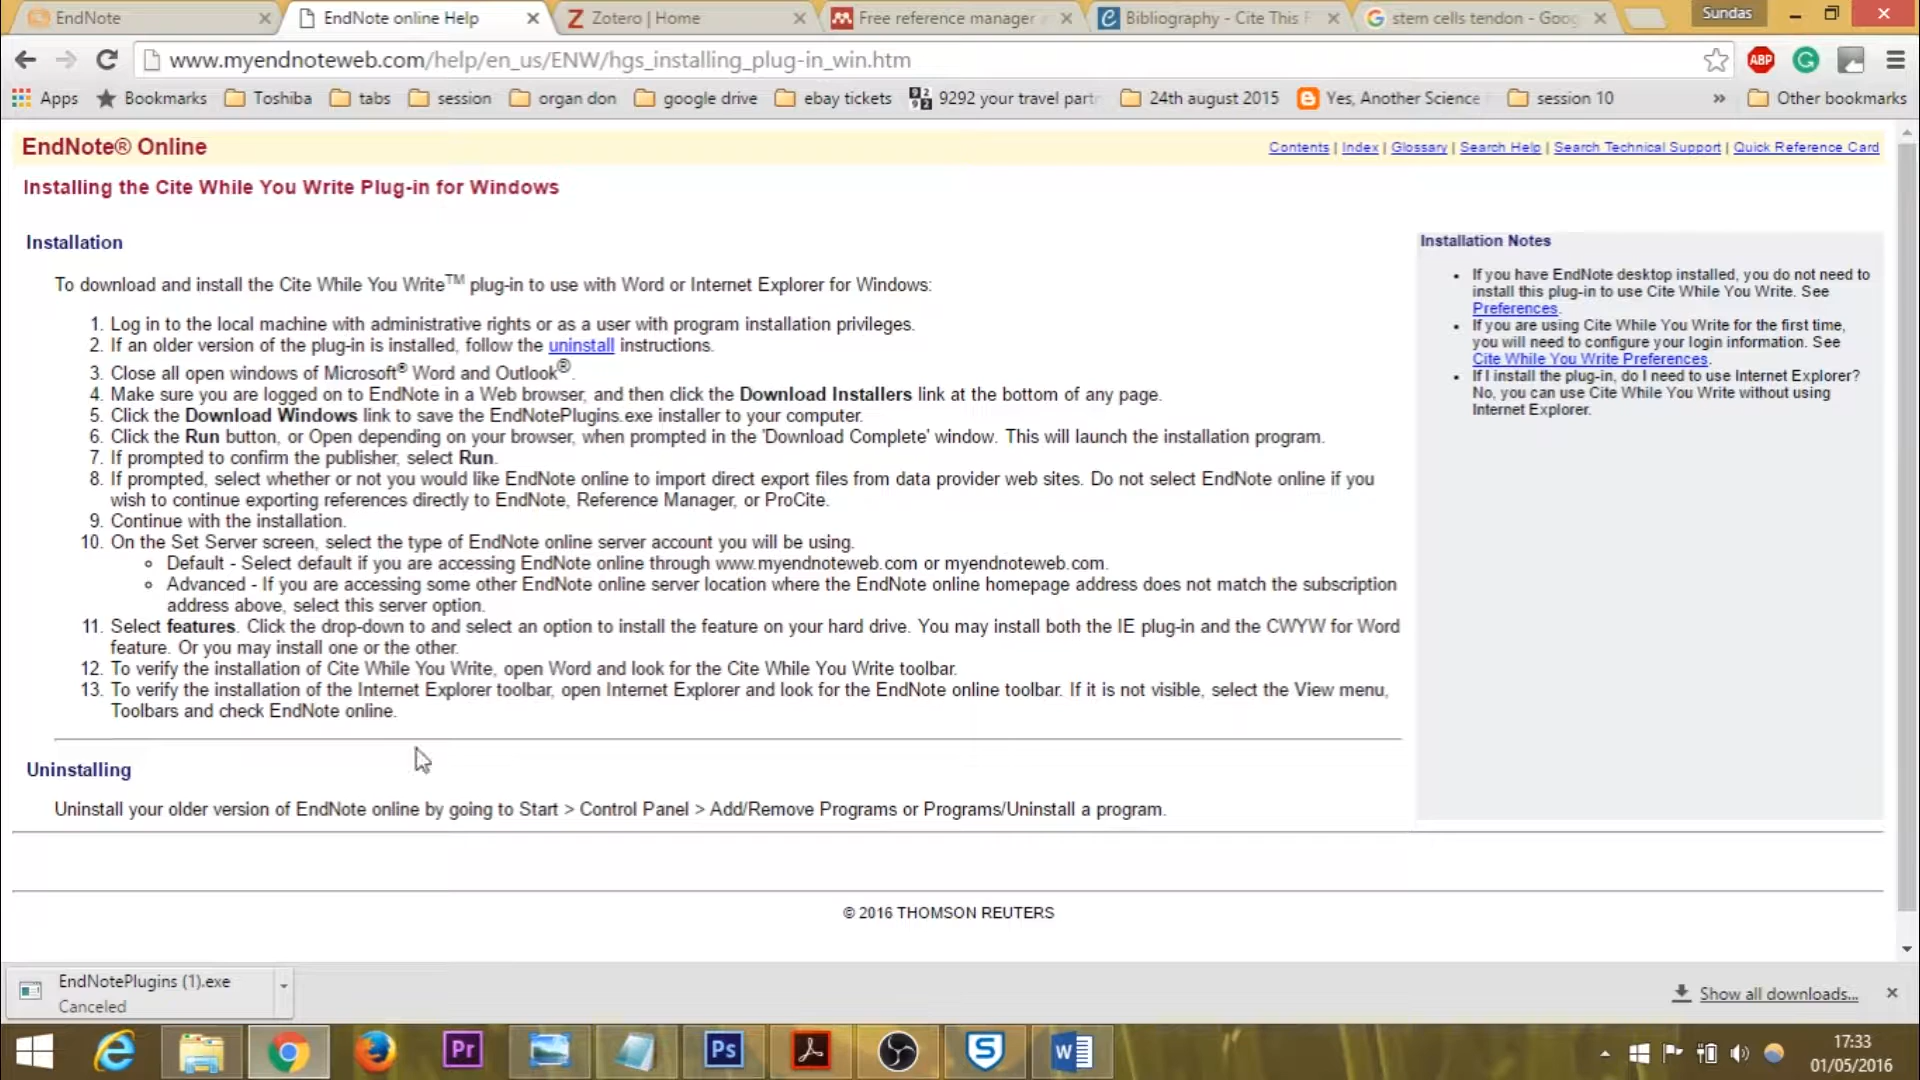 EndNote
EndNote online Help
Zotero | Home
Free reference manager
Bibliography - Cite This F
stem cells tendon - Goog
Sundas
www.myendnoteweb.com/help/en_us/ENW/hgs_installing_plug-in_win.htm
ABP
Apps
Bookmarks
Toshiba
tabs
session
organ don
google drive
ebay tickets
9292 your travel part
24th august 2015
Yes, Another Science
session 10
»
Other bookmarks
EndNote® Online
Contents | Index | Glossary | Search Help | Search Technical Support | Quick Reference Card
Installing the Cite While You Write Plug-in for Windows
Installation
To download and install the Cite While You Write™ plug-in to use with Word or Internet Explorer for Windows:
1. Log in to the local machine with administrative rights or as a user with program installation privileges.
2. If an older version of the plug-in is installed, follow the uninstall instructions.
3. Close all open windows of Microsoft® Word and Outlook®.
4. Make sure you are logged on to EndNote in a Web browser, and then click the Download Installers link at the bottom of any page.
5. Click the Download Windows link to save the EndNotePlugins.exe installer to your computer.
6. Click the Run button, or Open depending on your browser, when prompted in the 'Download Complete' window. This will launch the installation program.
7. If prompted to confirm the publisher, select Run.
8. If prompted, select whether or not you would like EndNote online to import direct export files from data provider web sites. Do not select EndNote online if you
wish to continue exporting references directly to EndNote, Reference Manager, or ProCite.
9. Continue with the installation.
10. On the Set Server screen, select the type of EndNote online server account you will be using.
Default - Select default if you are accessing EndNote online through www.myendnoteweb.com or myendnoteweb.com.
Advanced - If you are accessing some other EndNote online server location where the EndNote online homepage address does not match the subscription
address above, select this server option.
11. Select features. Click the drop-down to and select an option to install the feature on your hard drive. You may install both the IE plug-in and the CWYW for Word
feature. Or you may install one or the other.
12. To verify the installation of Cite While You Write, open Word and look for the Cite While You Write toolbar.
13. To verify the installation of the Internet Explorer toolbar, open Internet Explorer and look for the EndNote online toolbar. If it is not visible, select the View menu,
Toolbars and check EndNote online.
Installation Notes
If you have EndNote desktop installed, you do not need to
install this plug-in to use Cite While You Write. See
Preferences.
If you are using Cite While You Write for the first time,
you will need to configure your login information. See
Cite While You Write Preferences.
If I install the plug-in, do I need to use Internet Explorer?
No, you can use Cite While You Write without using
Internet Explorer.
Uninstalling
Uninstall your older version of EndNote online by going to Start > Control Panel > Add/Remove Programs or Programs/Uninstall a program.
© 2016 THOMSON REUTERS
EndNotePlugins (1).exe
Canceled
Show all downloads...
Pr
Ps
S
W
17:33
01/05/2016